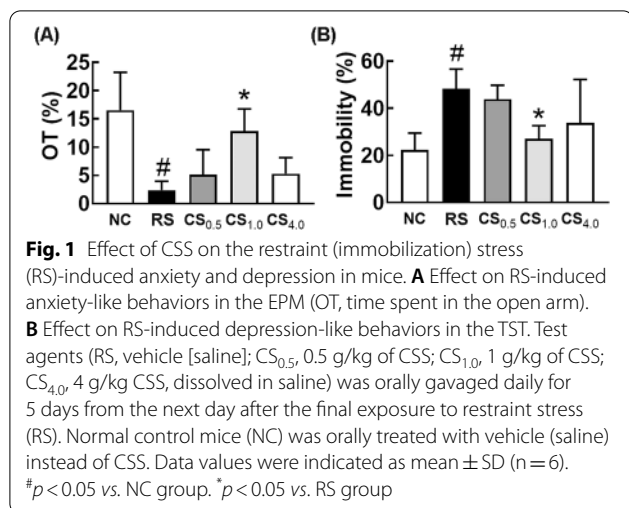 (A)
25
20
15
10
5
0
OT (%)
#
*
NC RS CS0.5 CS1.0 CS4.0
(B)
60
40
20
0
Immobility (%)
#
*
NC RS CS0.5 CS1.0 CS4.0
Fig. 1 Effect of CSS on the restraint (immobilization) stress
(RS)-induced anxiety and depression in mice. A Effect on RS-induced
anxiety-like behaviors in the EPM (OT, time spent in the open arm).
B Effect on RS-induced depression-like behaviors in the TST. Test
agents (RS, vehicle [saline]; CS0.5, 0.5 g/kg of CSS; CS1.0, 1 g/kg of CSS;
CS4.0, 4 g/kg CSS, dissolved in saline) was orally gavaged daily for
5 days from the next day after the final exposure to restraint stress
(RS). Normal control mice (NC) was orally treated with vehicle (saline)
instead of CSS. Data values were indicated as mean ± SD (n = 6).
#p < 0.05 vs. NC group. *p < 0.05 vs. RS group